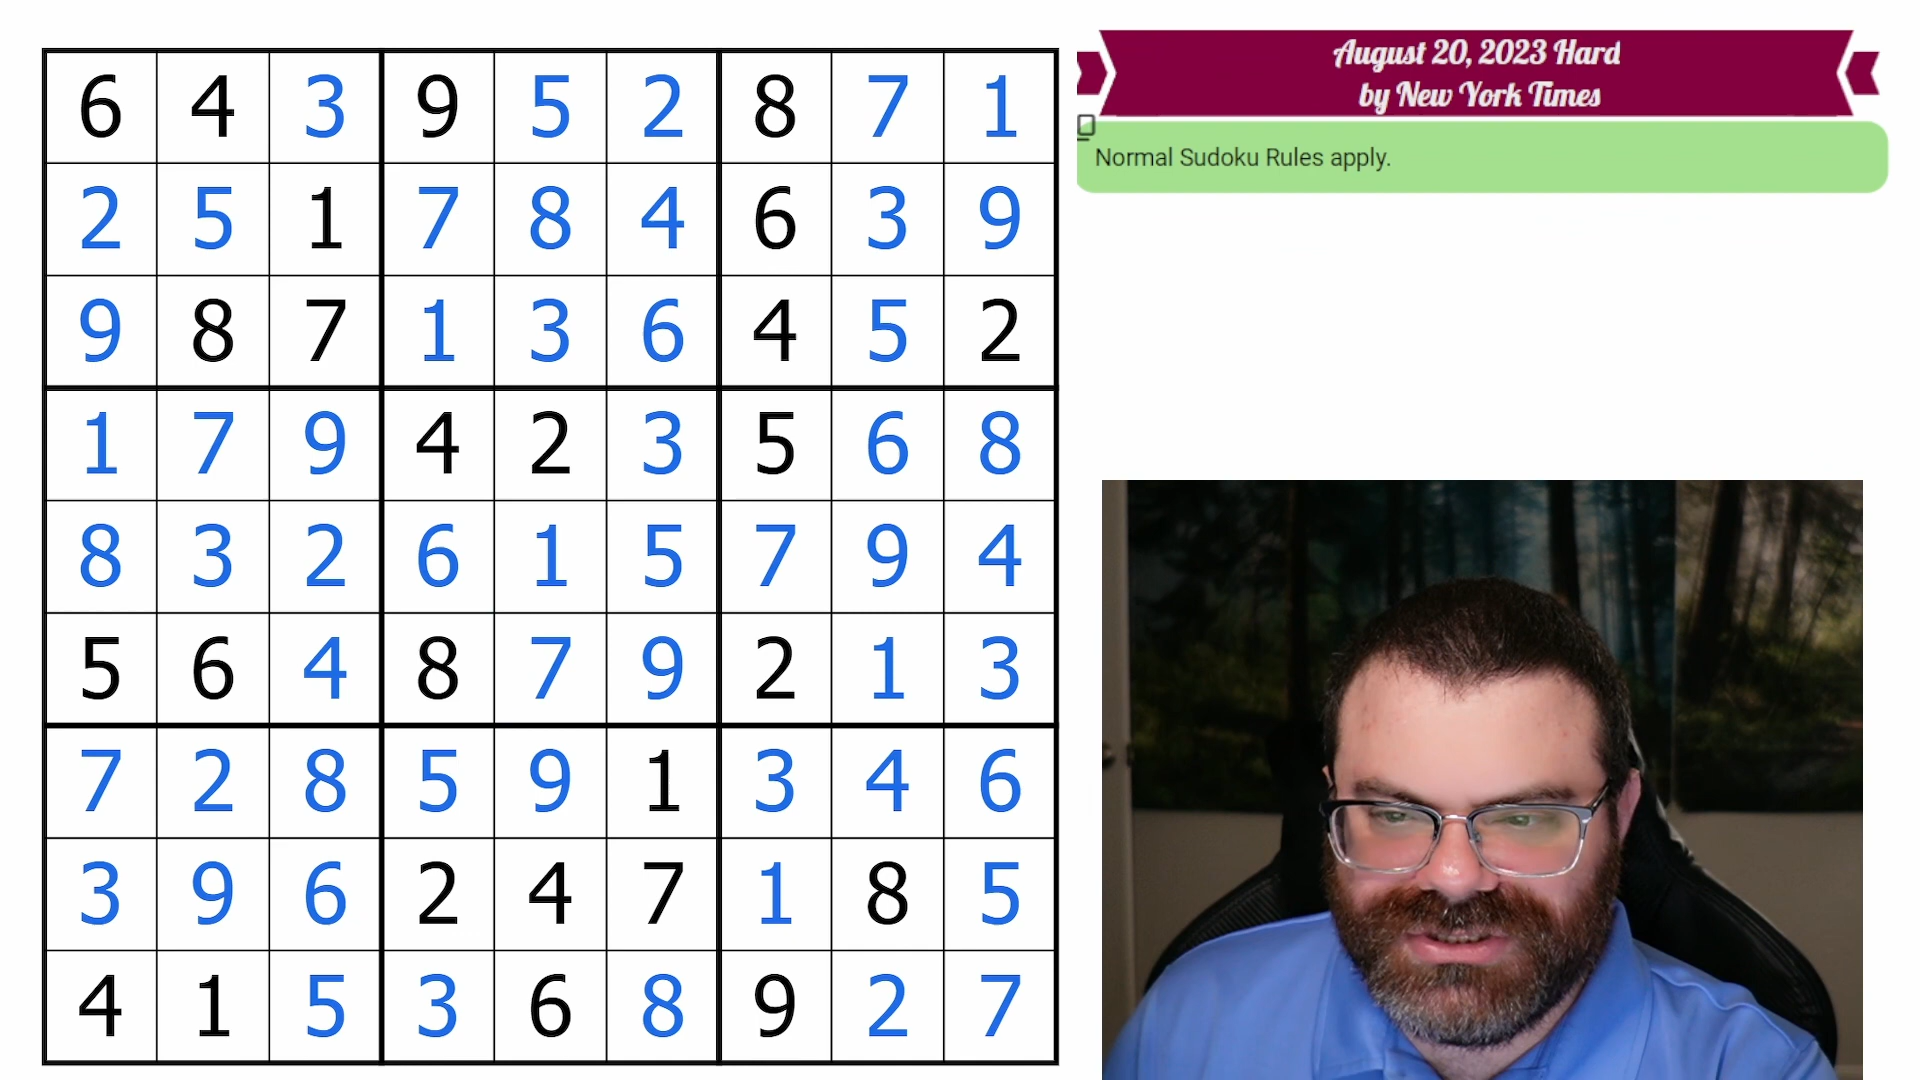 August 20, 2023 Hard
by New York Times
Normal Sudoku Rules apply.
6 4 3 9 5 2 8 7 1
2 5 1 7 8 4 6 3 9
9 8 7 1 3 6 4 5 2
1 7 9 4 2 3 5 6 8
8 3 2 6 1 5 7 9 4
5 6 4 8 7 9 2 1 3
7 2 8 5 9 1 3 4 6
3 9 6 2 4 7 1 8 5
4 1 5 3 6 8 9 2 7